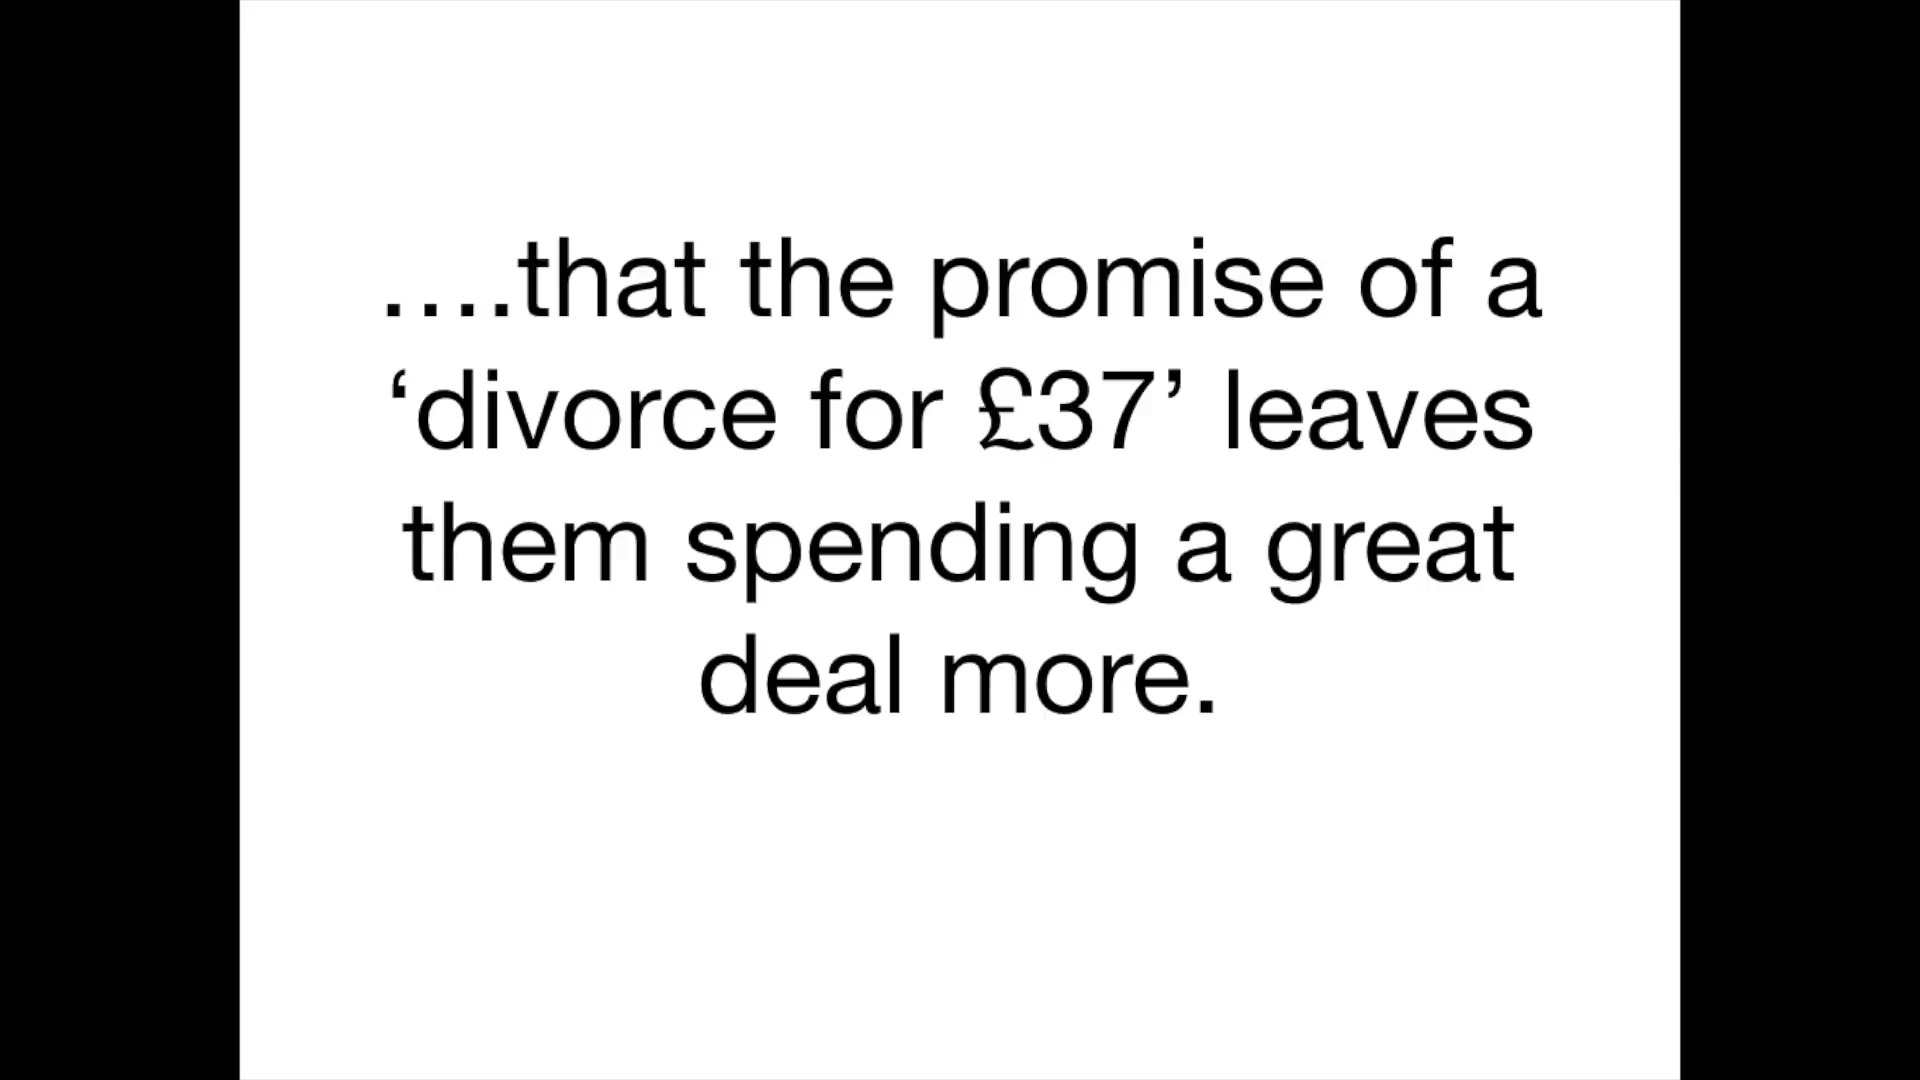 ….that the promise of a
‘divorce for £37’ leaves
them spending a great
deal more.